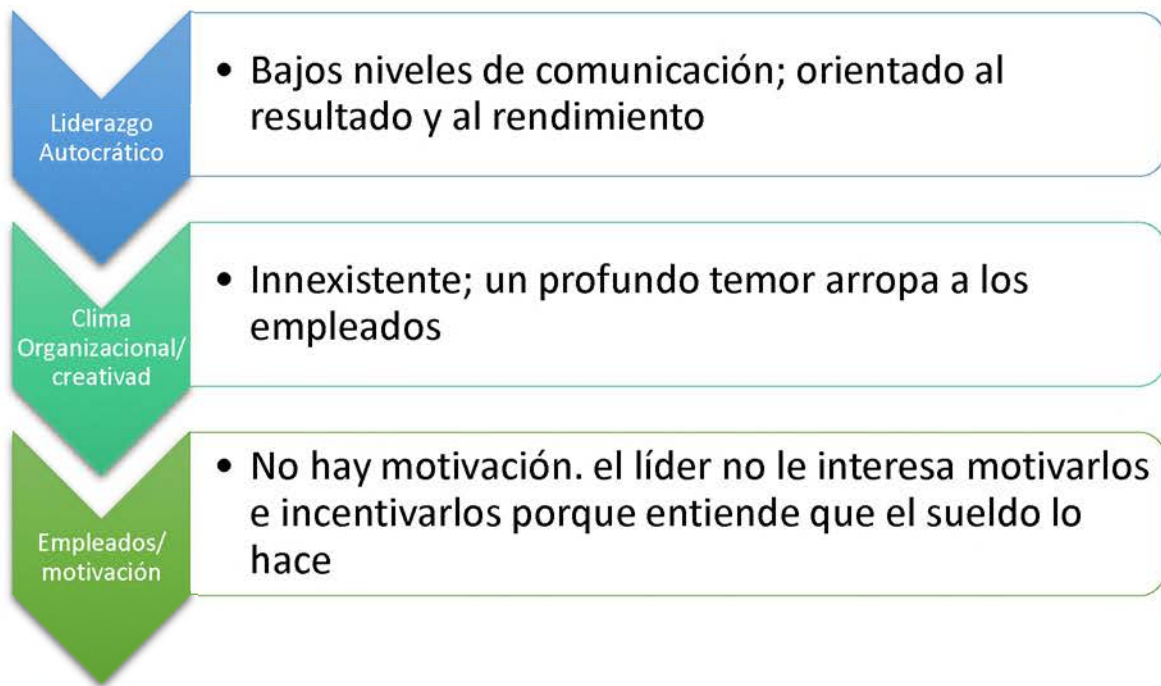 Liderazgo
Autocrático
• Bajos niveles de comunicación; orientado al
resultado y al rendimiento
Clima
Organizacional/
creativad
• Innexistente; un profundo temor arropa a los
empleados
Empleados/
motivación
• No hay motivación. el líder no le interesa motivarlos
e incentivarlos porque entiende que el sueldo lo
hace